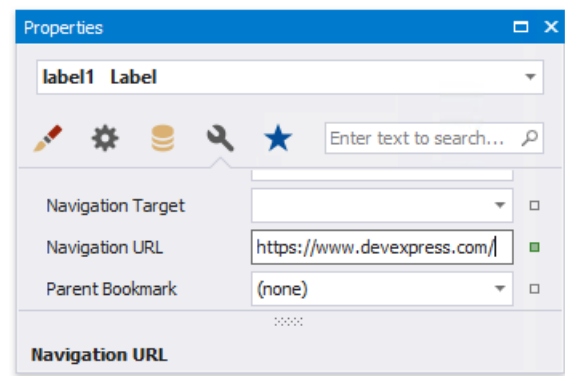 Properties
label1 Label
Enter text to search...
Navigation Target
Navigation URL https://www.devexpress.com/
Parent Bookmark (none)
Navigation URL